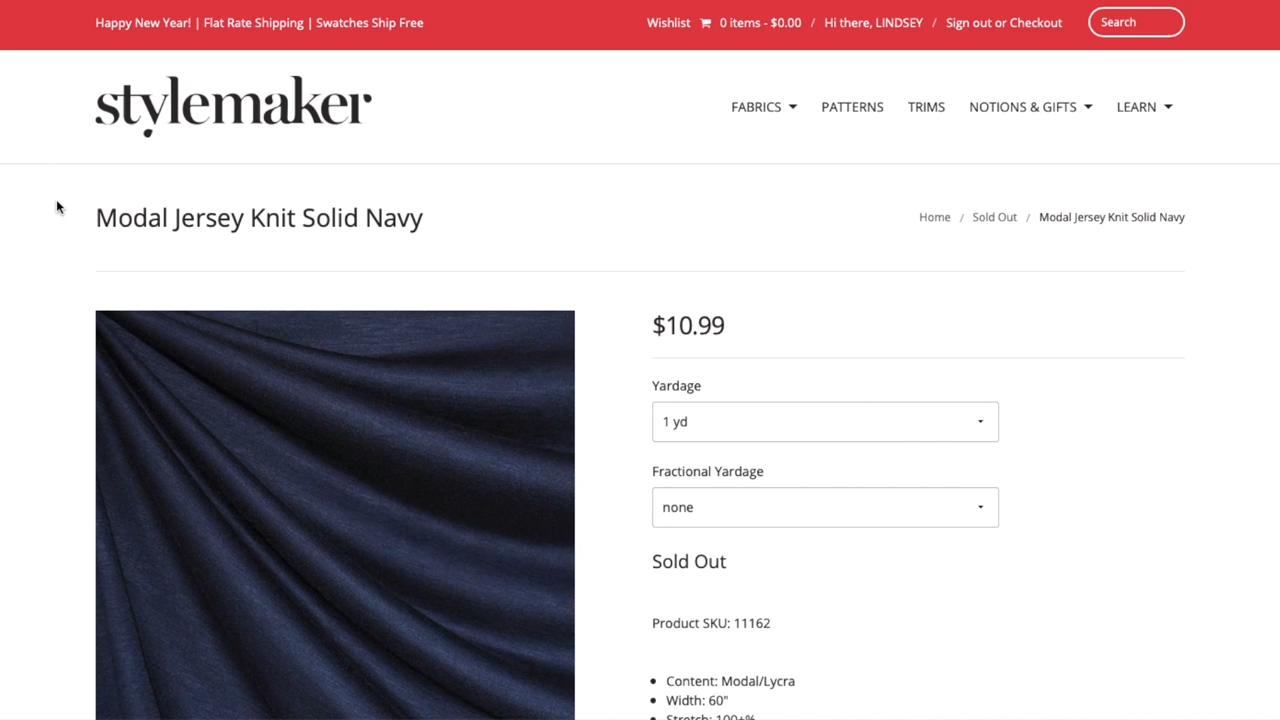 Happy New Year! | Flat Rate Shipping | Swatches Ship Free
Wishlist 0 items - $0.00 / Hi there, LINDSEY / Sign out or Checkout
Search
stylemaker
FABRICS
PATTERNS
TRIMS
NOTIONS & GIFTS
LEARN
Modal Jersey Knit Solid Navy
Home / Sold Out / Modal Jersey Knit Solid Navy
$10.99
Yardage
1 yd
Fractional Yardage
none
Sold Out
Product SKU: 11162
Content: Modal/Lycra
Width: 60"
Stretch: 100+%